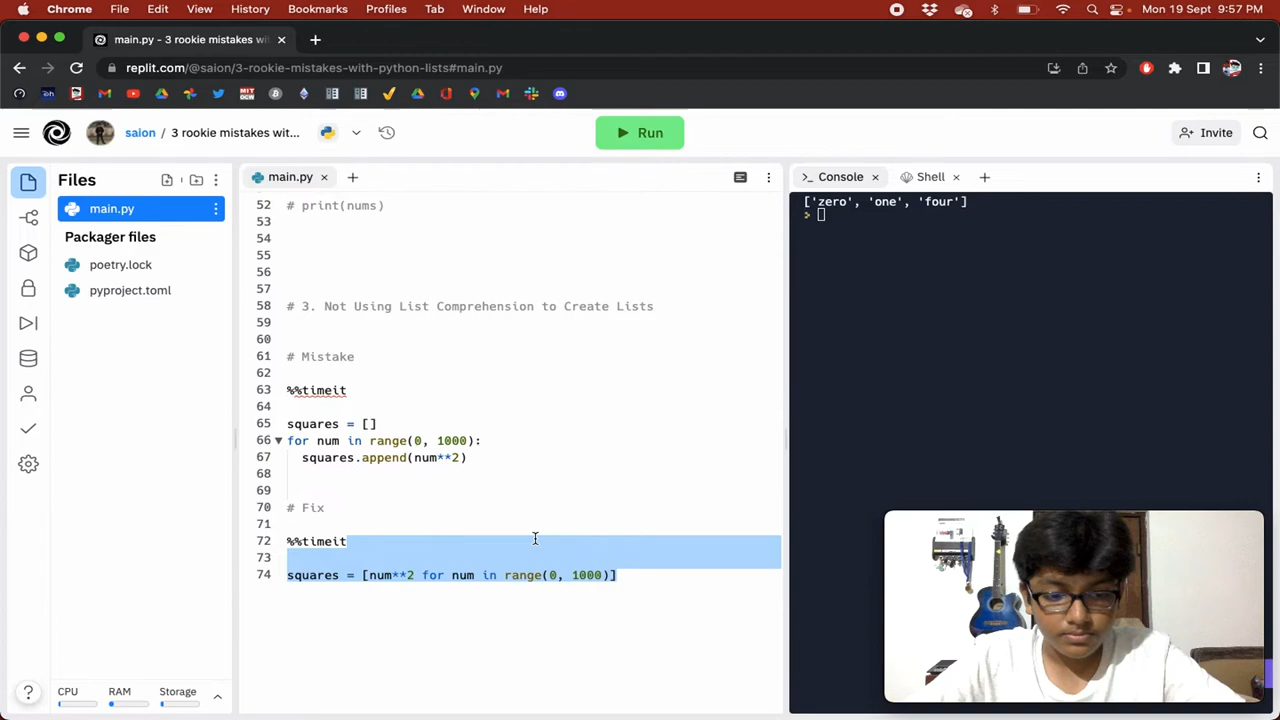 Chrome File Edit View History Bookmarks Profiles Tab Window Help Mon 19 Sept 9:57 PM
main.py - 3 rookie mistakes wi
replit.com/@saion/3-rookie-mistakes-with-python-lists#main.py
saion / 3 rookie mistakes wit... Run Invite
Files
main.py
Packager files
poetry.lock
pyproject.toml
CPU RAM Storage
main.py
52 # print(nums)
53
54
55
56
57
58 # 3. Not Using List Comprehension to Create Lists
59
60
61 # Mistake
62
63 %%timeit
64
65 squares = []
66 for num in range(0, 1000):
67 squares.append(num**2)
68
69
70 # Fix
71
72 %%timeit
73
74 squares = [num**2 for num in range(0, 1000)]
Console Shell
['zero', 'one', 'four']